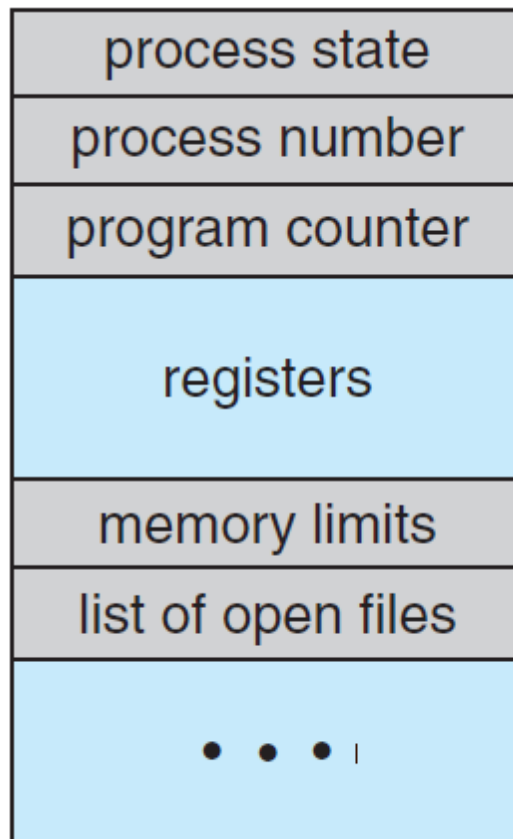 process state
process number
program counter
registers
memory limits
list of open files
• • •